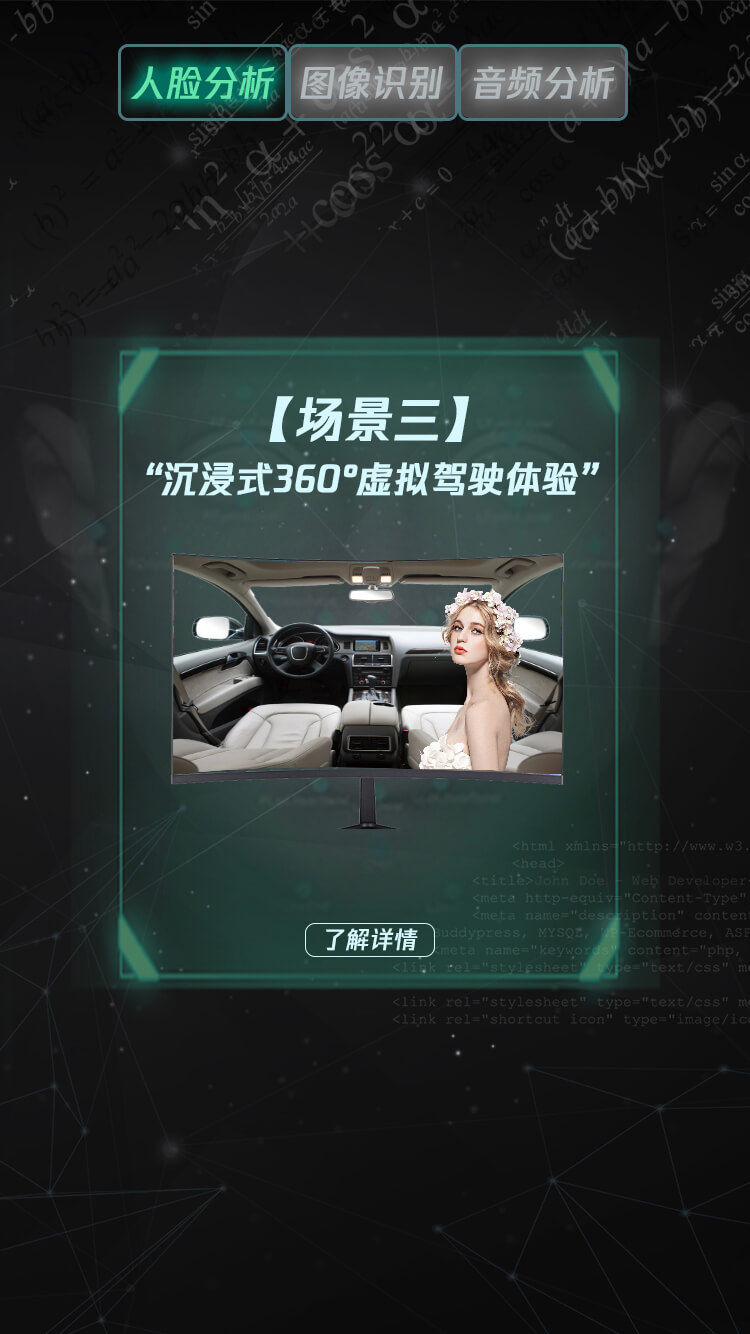 人脸分析 图像识别 音频分析
【场景三】
“沉浸式360°虚拟驾驶体验”
<html xmlns="http://www.w3.
<head>
<title>John Doe - Web Developer
<meta http-equiv="Content-Type"
<meta name="description" conten
Buddypress, MYSQL, WP-Ecommerce, ASP
<meta name="keywords" content="php,
<link rel="stylesheet" type="text/css" me
<link rel="stylesheet" type="text/css" me
<link rel="shortcut icon" type="image/ico
了解详情